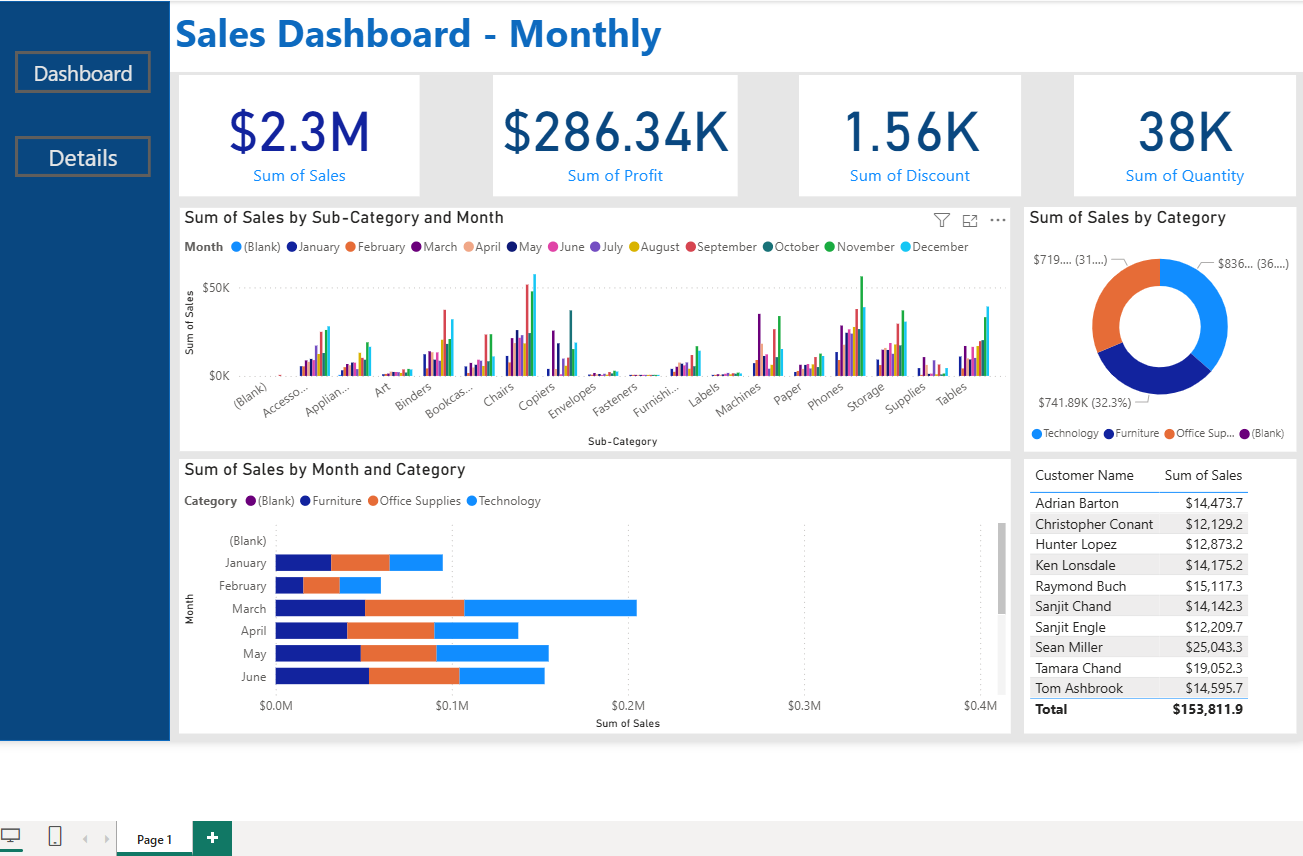 Sales Dashboard - Monthly
Dashboard
Details
$2.3M
Sum of Sales
$286.34K
Sum of Profit
1.56K
Sum of Discount
38K
Sum of Quantity
Sum of Sales by Sub-Category and Month
Month (Blank) January February March April May June July August September October November December
Sum of Sales
$50K
$0K
(Blank) Accesso... Applian... Art Binders Bookcas... Chairs Copiers Envelopes Fasteners Furnishi... Labels Machines Paper Phones Storage Supplies Tables
Sub-Category
Sum of Sales by Category
$719.... (31....)
$836... (36....)
$741.89K (32.3%)
Technology Furniture Office Sup... (Blank)
Sum of Sales by Month and Category
Category (Blank) Furniture Office Supplies Technology
Month
(Blank)
January
February
March
April
May
June
$0.0M $0.1M $0.2M $0.3M $0.4M
Sum of Sales
Customer Name Sum of Sales
Adrian Barton $14,473.7
Christopher Conant $12,129.2
Hunter Lopez $12,873.2
Ken Lonsdale $14,175.2
Raymond Buch $15,117.3
Sanjit Chand $14,142.3
Sanjit Engle $12,209.7
Sean Miller $25,043.3
Tamara Chand $19,052.3
Tom Ashbrook $14,595.7
Total $153,811.9
Page 1